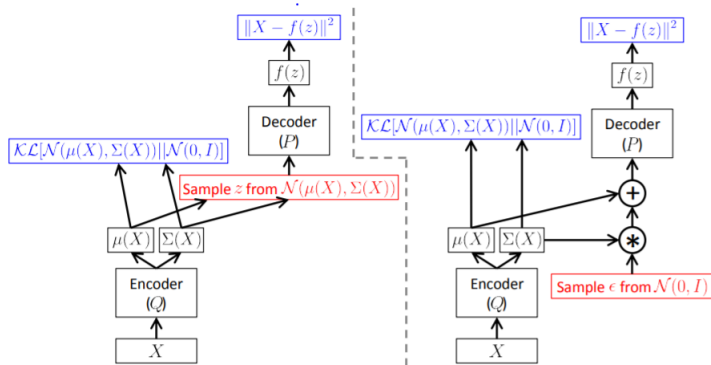 ‖X − f(z)‖²
f(z)
Decoder
(P)
𝒦ℒ[𝒩(μ(X), Σ(X))||𝒩(0, I)]
Sample z from 𝒩(μ(X), Σ(X))
μ(X)
Σ(X)
Encoder
(Q)
X
‖X − f(z)‖²
f(z)
Decoder
(P)
𝒦ℒ[𝒩(μ(X), Σ(X))||𝒩(0, I)]
+
μ(X)
Σ(X)
*
Encoder
(Q)
Sample ϵ from 𝒩(0, I)
X